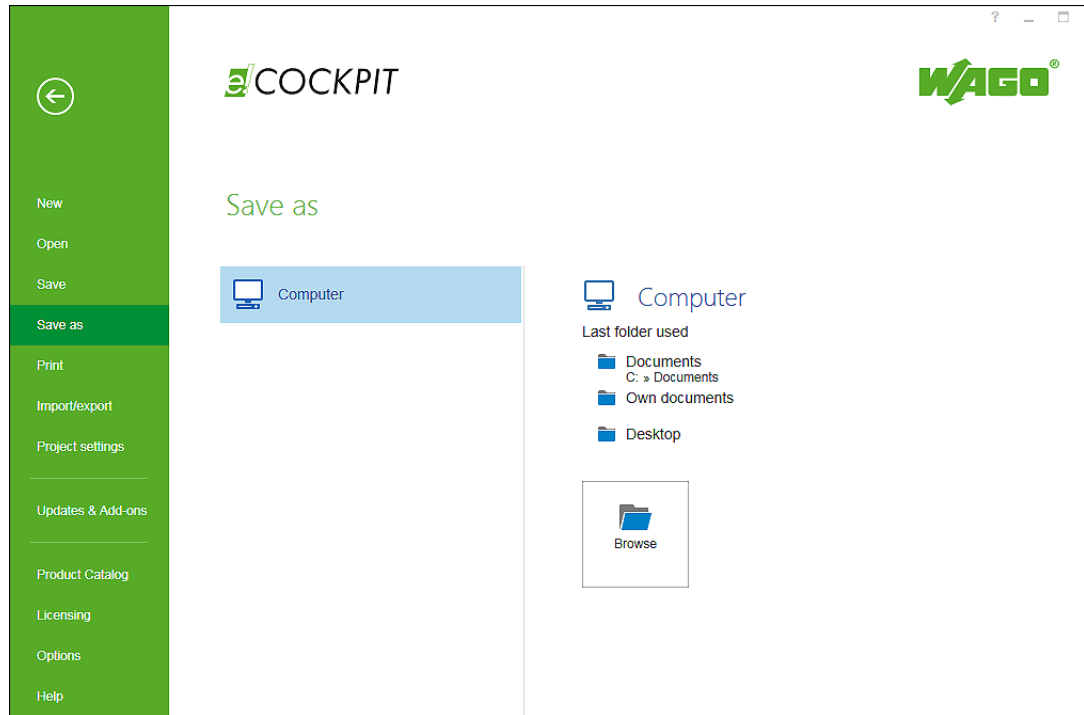 ?
e!COCKPIT
WAGO®
New
Open
Save
Save as
Print
Import/export
Project settings
Updates & Add-ons
Product Catalog
Licensing
Options
Help
Save as
Computer
Computer
Last folder used
Documents
C: » Documents
Own documents
Desktop
Browse